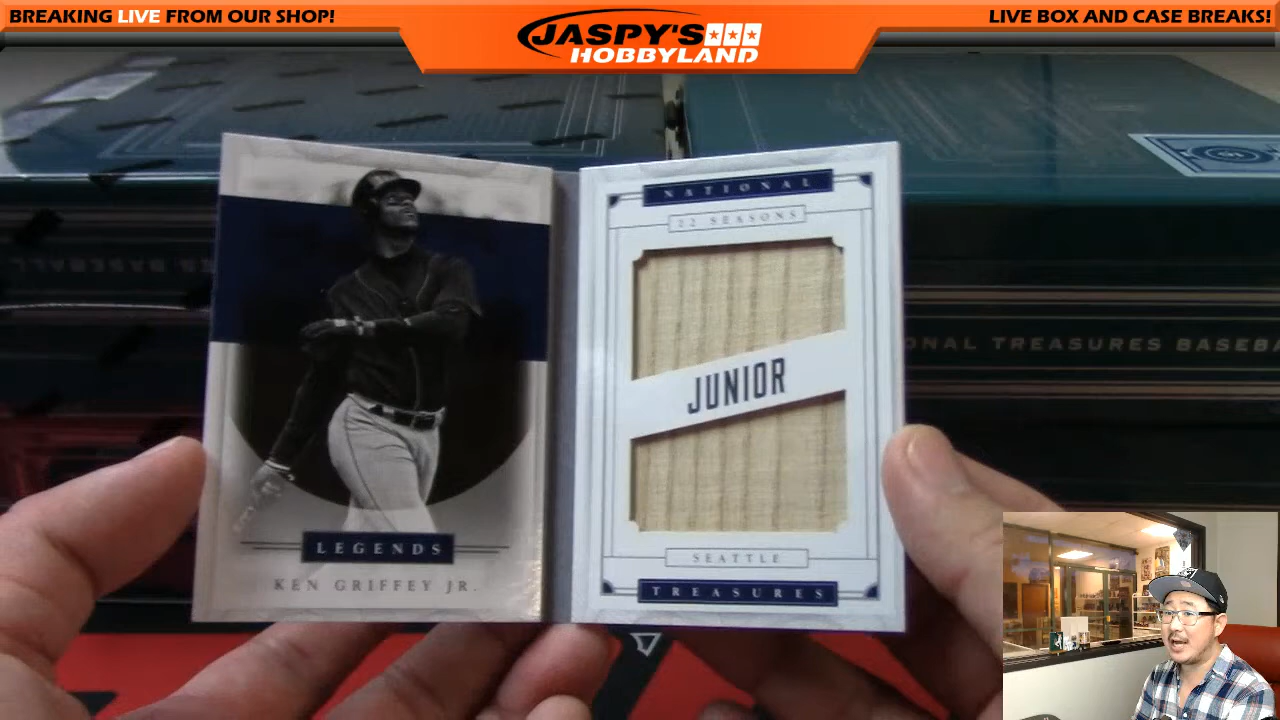 BREAKING LIVE FROM OUR SHOP!
JASPY'S
HOBBYLAND
LIVE BOX AND CASE BREAKS!
NATIONAL
22 SEASONS
JUNIOR
SEATTLE
TREASURES
LEGENDS
KEN GRIFFEY JR.
ONAL TREASURES BASEBA